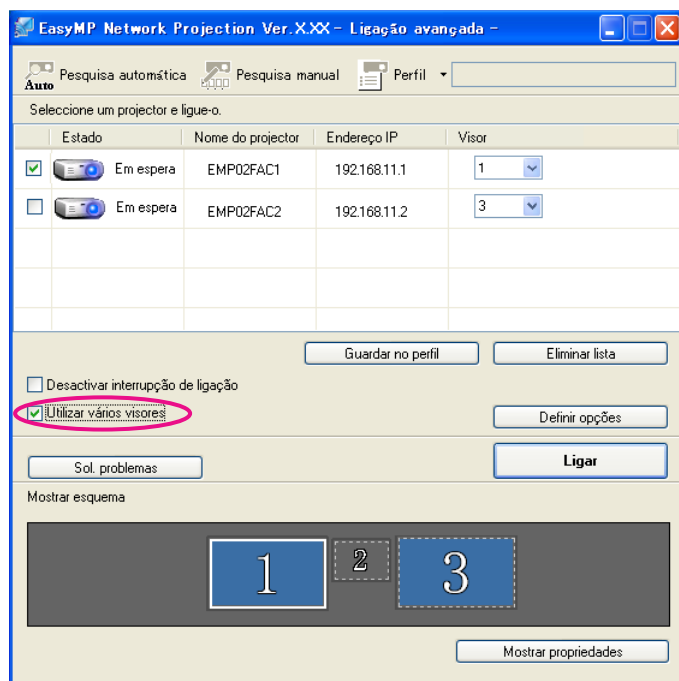 EasyMP Network Projection Ver.X.XX - Ligação avançada -
Auto Pesquisa automática Pesquisa manual Perfil
Seleccione um projector e ligue-o.
Estado Nome do projector Endereço IP Visor
Em espera EMP02FAC1 192.168.11.1 1
Em espera EMP02FAC2 192.168.11.2 3
Guardar no perfil Eliminar lista
Desactivar interrupção de ligação
Utilizar vários visores Definir opções
Sol. problemas Ligar
Mostrar esquema
1 2 3
Mostrar propriedades